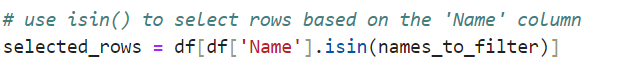 # use isin() to select rows based on the 'Name' column
selected_rows = df[df['Name'].isin(names_to_filter)]